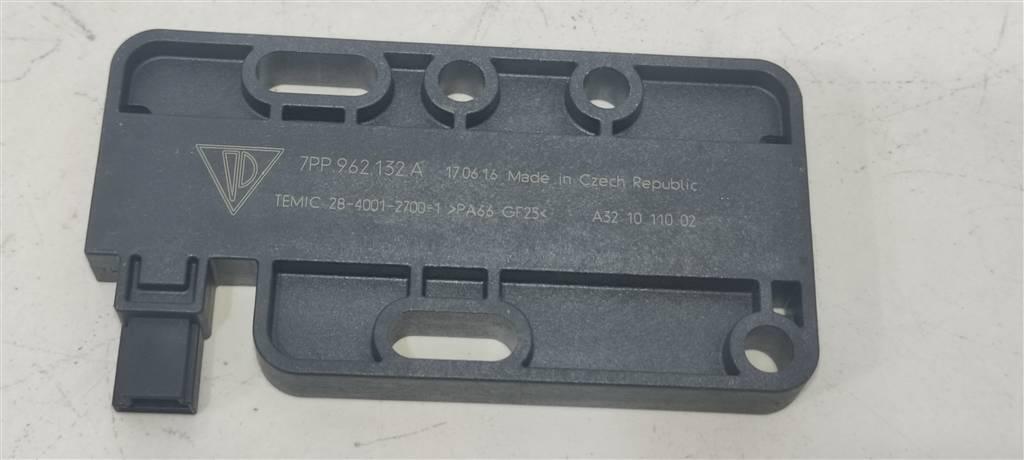 7PP 962 132 A 17.06.16 Made in Czech Republic
TEMIC 28-4001-2700-1 >PA66 GF25< A32 10 110 02